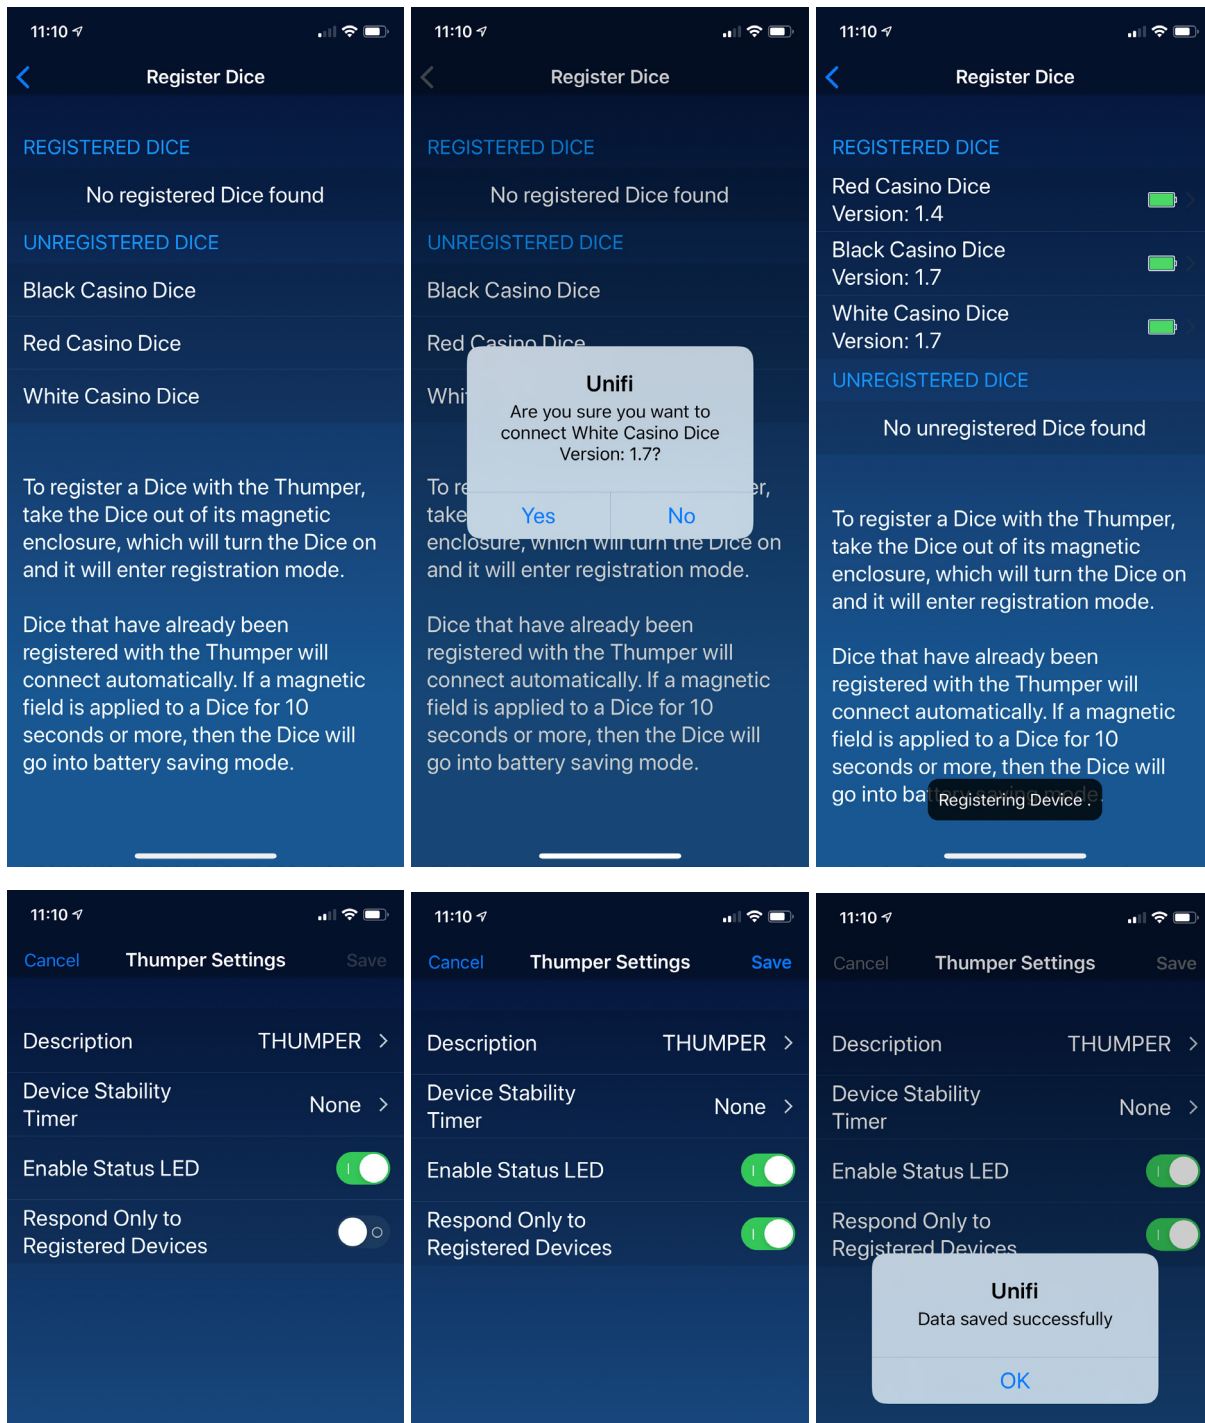 11:10
Register Dice
REGISTERED DICE
No registered Dice found
UNREGISTERED DICE
Black Casino Dice
Red Casino Dice
White Casino Dice
To register a Dice with the Thumper,
take the Dice out of its magnetic
enclosure, which will turn the Dice on
and it will enter registration mode.
Dice that have already been
registered with the Thumper will
connect automatically. If a magnetic
field is applied to a Dice for 10
seconds or more, then the Dice will
go into battery saving mode.
11:10
Register Dice
REGISTERED DICE
No registered Dice found
UNREGISTERED DICE
Black Casino Dice
Red Casino Dice
Whi
Unifi
Are you sure you want to
connect White Casino Dice
Version: 1.7?
Yes No
To re er,
take
enclosure, which will turn the Dice on
and it will enter registration mode.
Dice that have already been
registered with the Thumper will
connect automatically. If a magnetic
field is applied to a Dice for 10
seconds or more, then the Dice will
go into battery saving mode.
11:10
Register Dice
REGISTERED DICE
Red Casino Dice
Version: 1.4
Black Casino Dice
Version: 1.7
White Casino Dice
Version: 1.7
UNREGISTERED DICE
No unregistered Dice found
To register a Dice with the Thumper,
take the Dice out of its magnetic
enclosure, which will turn the Dice on
and it will enter registration mode.
Dice that have already been
registered with the Thumper will
connect automatically. If a magnetic
field is applied to a Dice for 10
seconds or more, then the Dice will
go into battery saving mode.
Registering Device .
11:10
Cancel Thumper Settings Save
Description THUMPER
Device Stability
Timer None
Enable Status LED
Respond Only to
Registered Devices
11:10
Cancel Thumper Settings Save
Description THUMPER
Device Stability
Timer None
Enable Status LED
Respond Only to
Registered Devices
11:10
Cancel Thumper Settings Save
Description THUMPER
Device Stability
Timer None
Enable Status LED
Respond Only to
Registered Devices
Unifi
Data saved successfully
OK